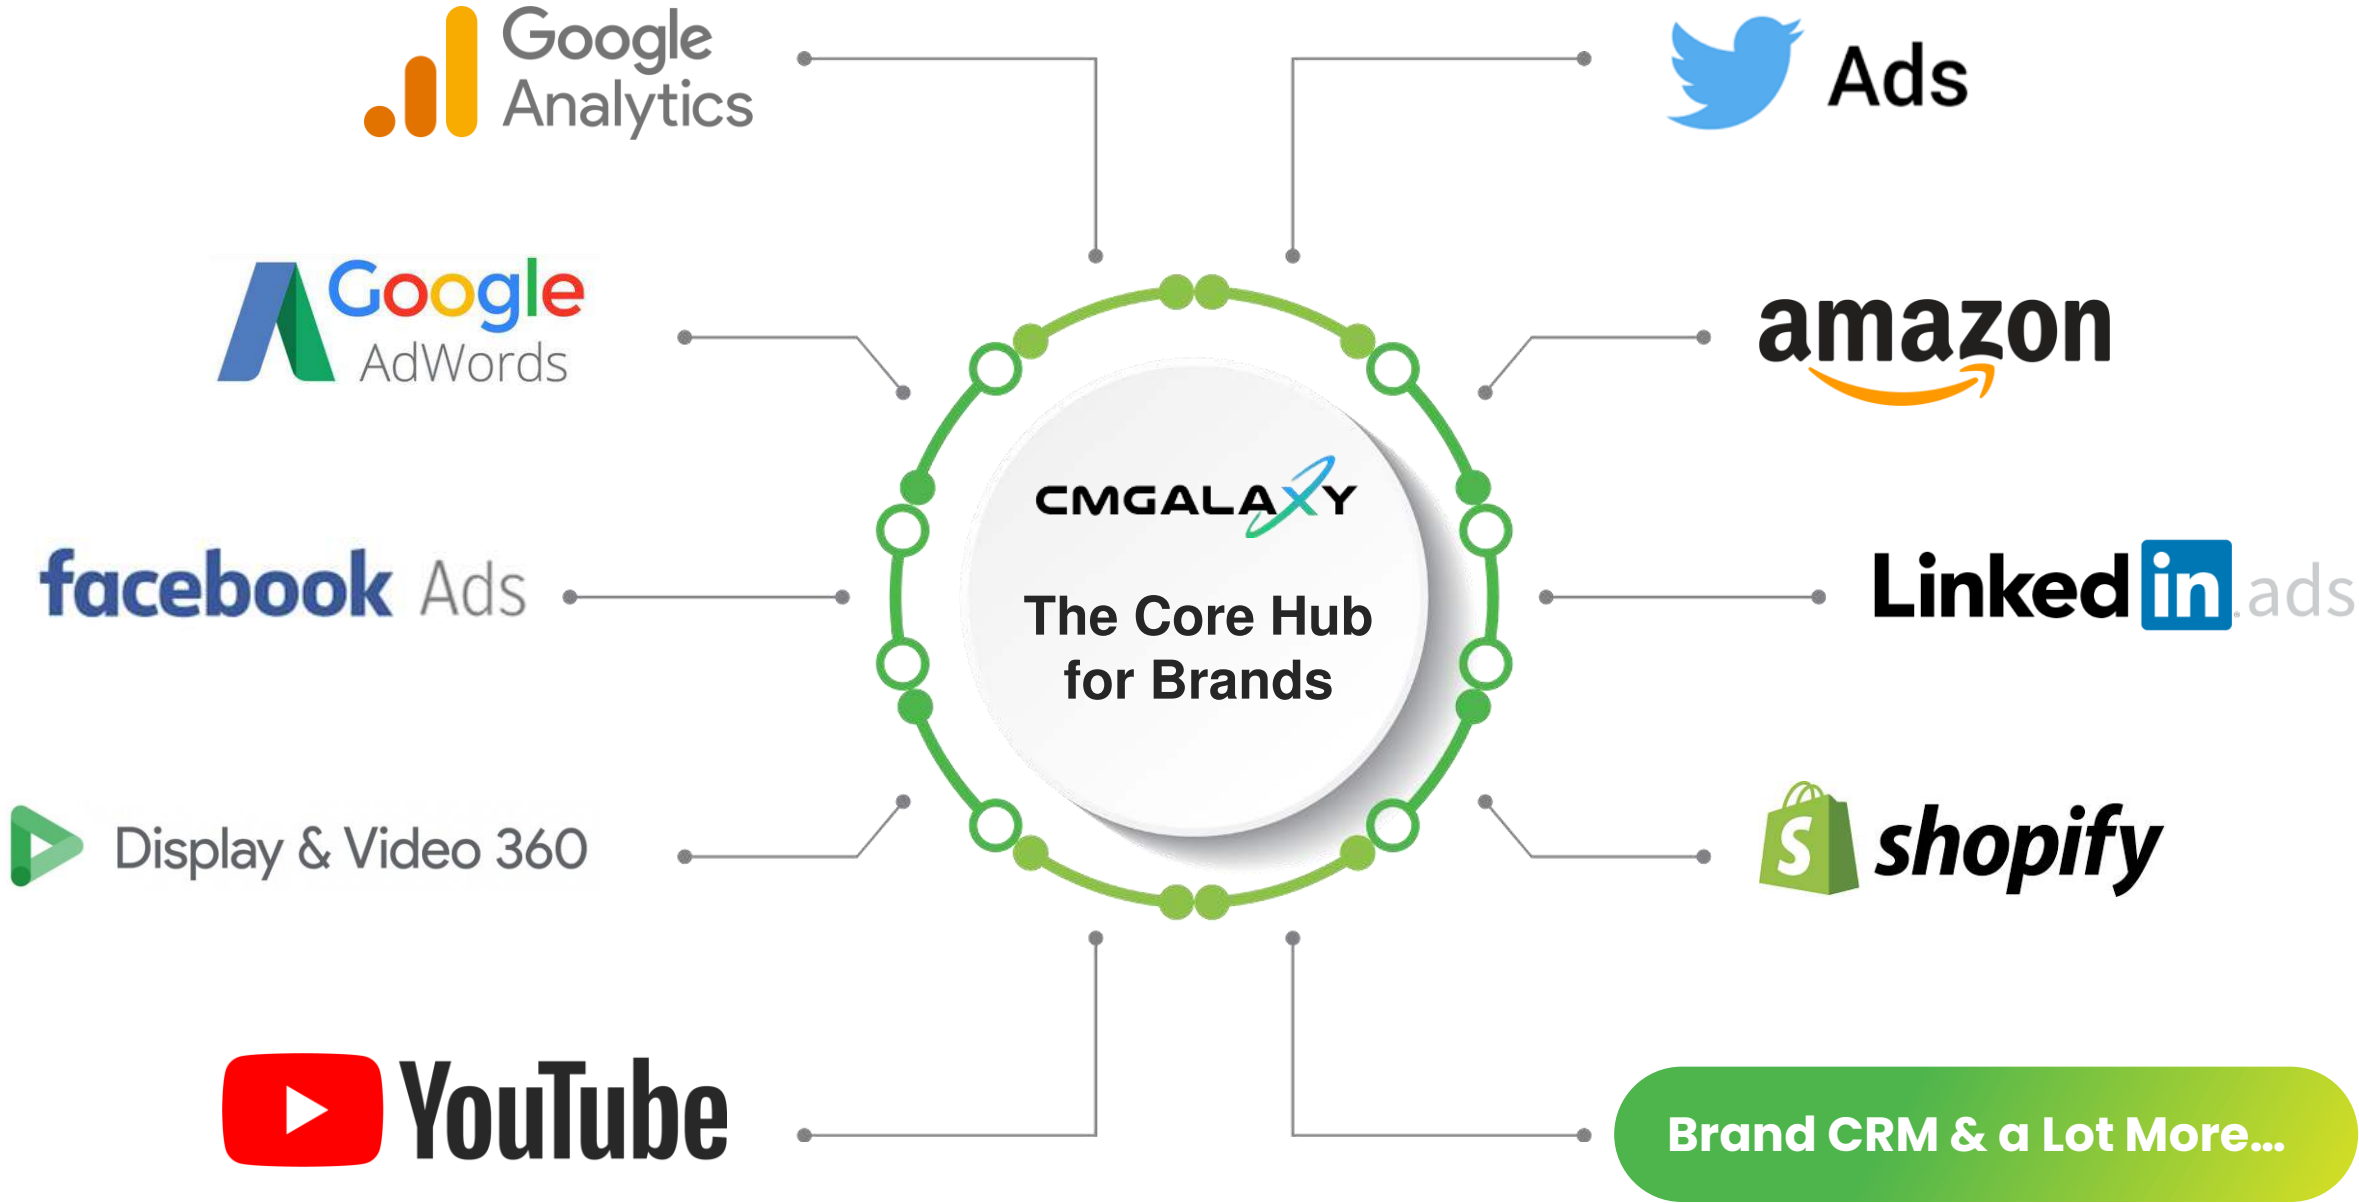 Google
Analytics
Ads
Google
AdWords
amazon
CMGALAXY
The Core Hub
for Brands
facebook Ads
Linked in ads
Display & Video 360
S shopify
YouTube
Brand CRM & a Lot More...